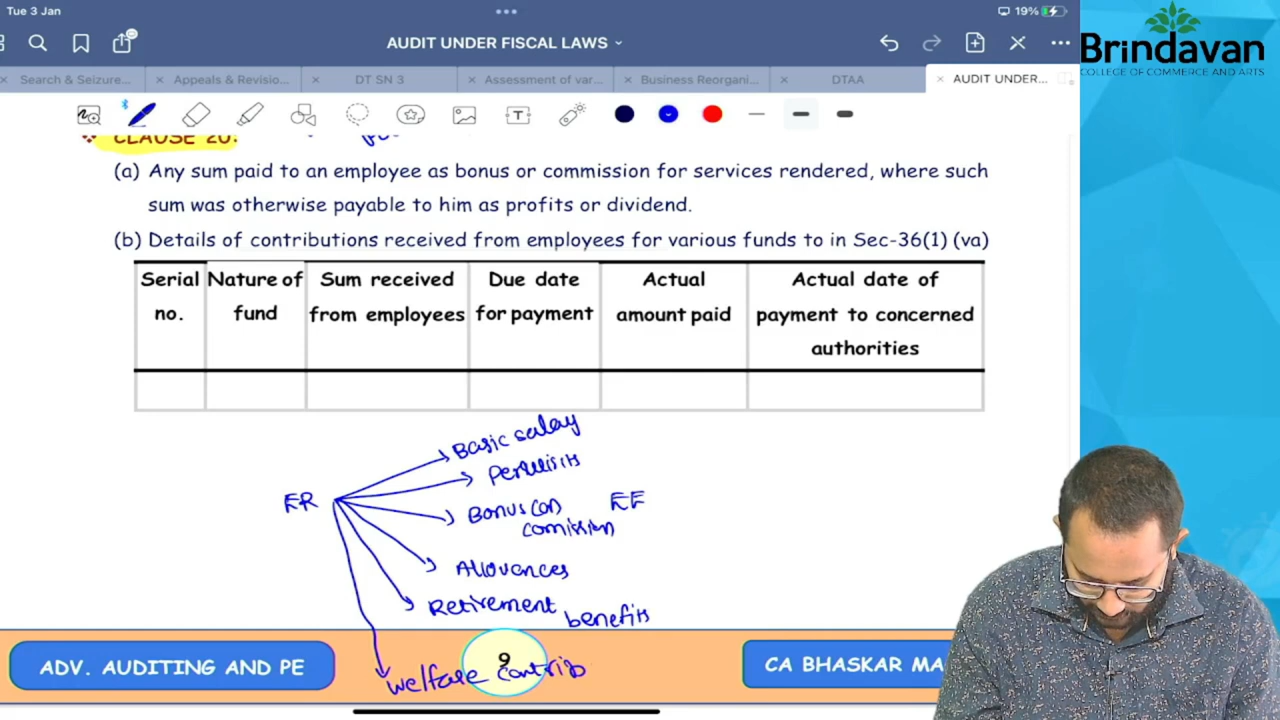 Tue 3 Jan
19%
AUDIT UNDER FISCAL LAWS
Brindavan
COLLEGE OF COMMERCE AND ARTS
Search & Seizure...
Appeals & Revisio...
DT SN 3
Assessment of var...
Business Reorgani...
DTAA
AUDIT UNDER...
CLAUSE 20:
(a) Any sum paid to an employee as bonus or commission for services rendered, where such
sum was otherwise payable to him as profits or dividend.
(b) Details of contributions received from employees for various funds to in Sec-36(1) (va)
Serial no.
Nature of fund
Sum received from employees
Due date for payment
Actual amount paid
Actual date of payment to concerned authorities
Basic salary
Perquisits
ER
Bonus (or)
EE
comission
Allowances
Retirement
benefits
welfare contrib
ADV. AUDITING AND PE
9
CA BHASKAR MA